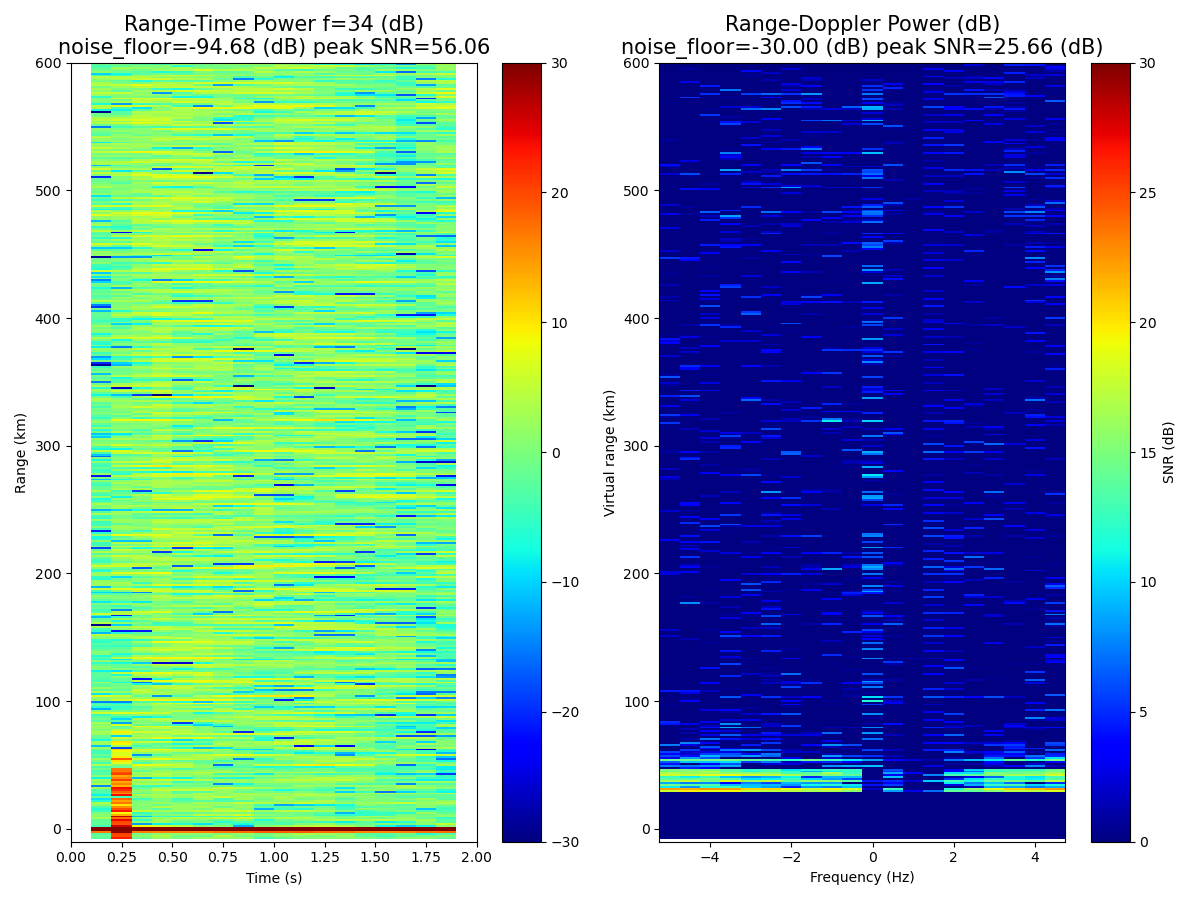 Range-Time Power f=34 (dB)
noise_floor=-94.68 (dB) peak SNR=56.06
Range (km)
600
500
400
300
200
100
0
0.00 0.25 0.50 0.75 1.00 1.25 1.50 1.75 2.00
Time (s)
30
20
10
0
−10
−20
−30
Range-Doppler Power (dB)
noise_floor=-30.00 (dB) peak SNR=25.66 (dB)
Virtual range (km)
600
500
400
300
200
100
0
−4 −2 0 2 4
Frequency (Hz)
30
25
20
15
10
5
0
SNR (dB)